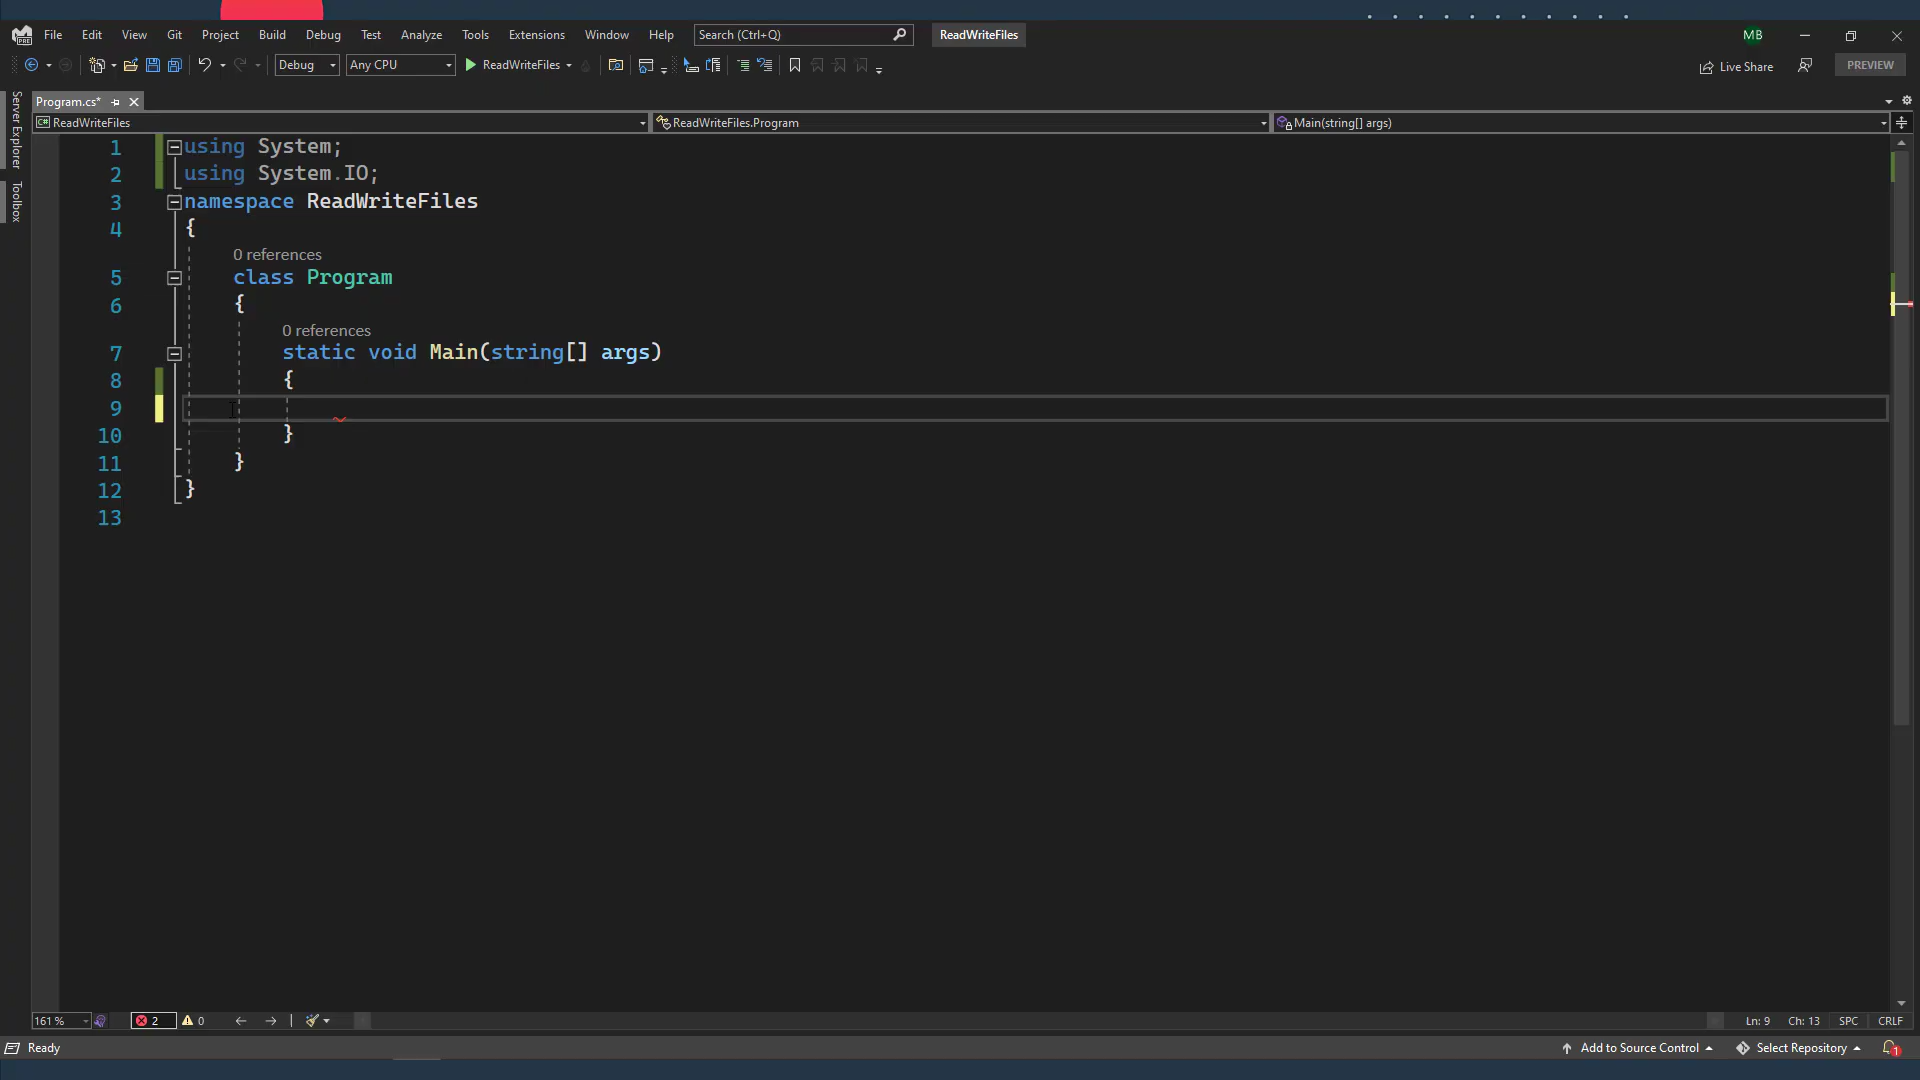 File Edit View Git Project Build Debug Test Analyze Tools Extensions Window Help Search (Ctrl+Q) ReadWriteFiles MB
Debug Any CPU ReadWriteFiles Live Share PREVIEW
Server Explorer
Toolbox
Program.cs*
ReadWriteFiles ReadWriteFiles.Program Main(string[] args)
1 using System;
2 using System.IO;
3 namespace ReadWriteFiles
4 {
0 references
5 class Program
6 {
0 references
7 static void Main(string[] args)
8 {
9
10 }
11 }
12 }
13
161 % 2 0 Ln: 9 Ch: 13 SPC CRLF
Ready Add to Source Control Select Repository 1